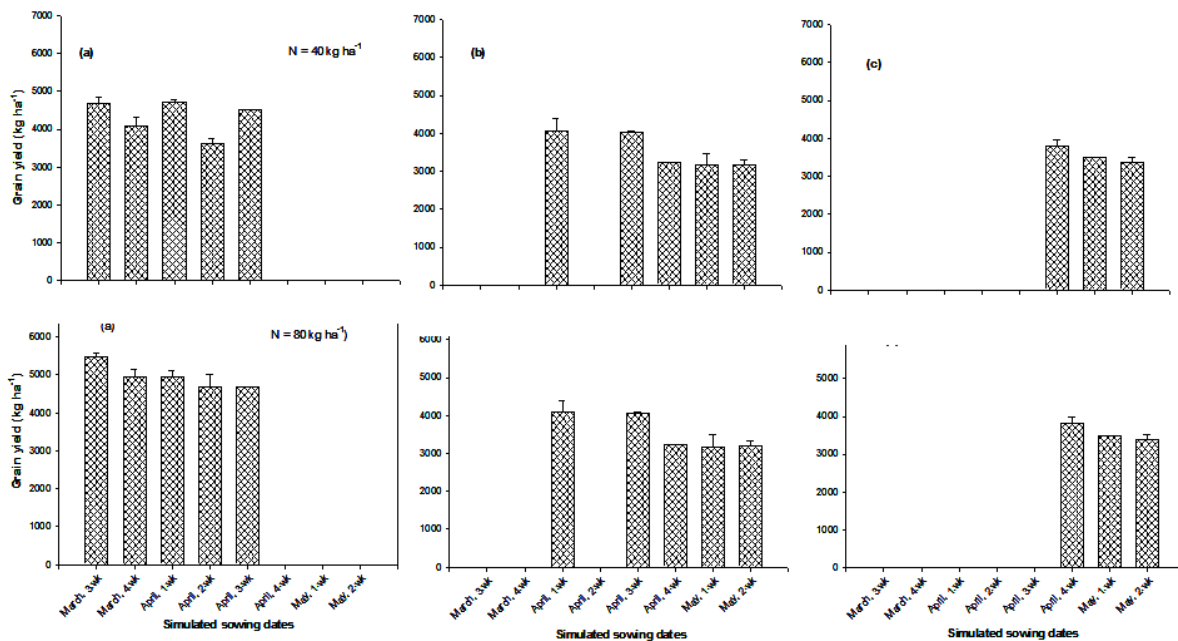 7000
6000
5000
4000
3000
2000
1000
0
Grain yield (kg ha⁻¹)
(a)
N = 40 kg ha⁻¹
7000
6000
5000
4000
3000
2000
1000
0
(b)
7000
6000
5000
4000
3000
2000
1000
0
(c)
6000
5000
4000
3000
2000
1000
0
Grain yield (kg ha⁻¹)
(a)
N = 80 kg ha⁻¹)
March, 3.wk
March, 4.wk
April, 1.wk
April, 2.wk
April, 3.wk
April, 4.wk
May, 1.wk
May, 2.wk
Simulated sowing dates
6000
5000
4000
3000
2000
1000
0
March, 3.wk
March, 4.wk
April, 1.wk
April, 2.wk
April, 3.wk
April, 4.wk
May, 1.wk
May, 2.wk
Simulated sowing dates
5000
4000
3000
2000
1000
0
March, 3.wk
March, 4.wk
April, 1.wk
April, 2.wk
April, 3.wk
April, 4.wk
May, 1.wk
May, 2.wk
Simulated sowing dates